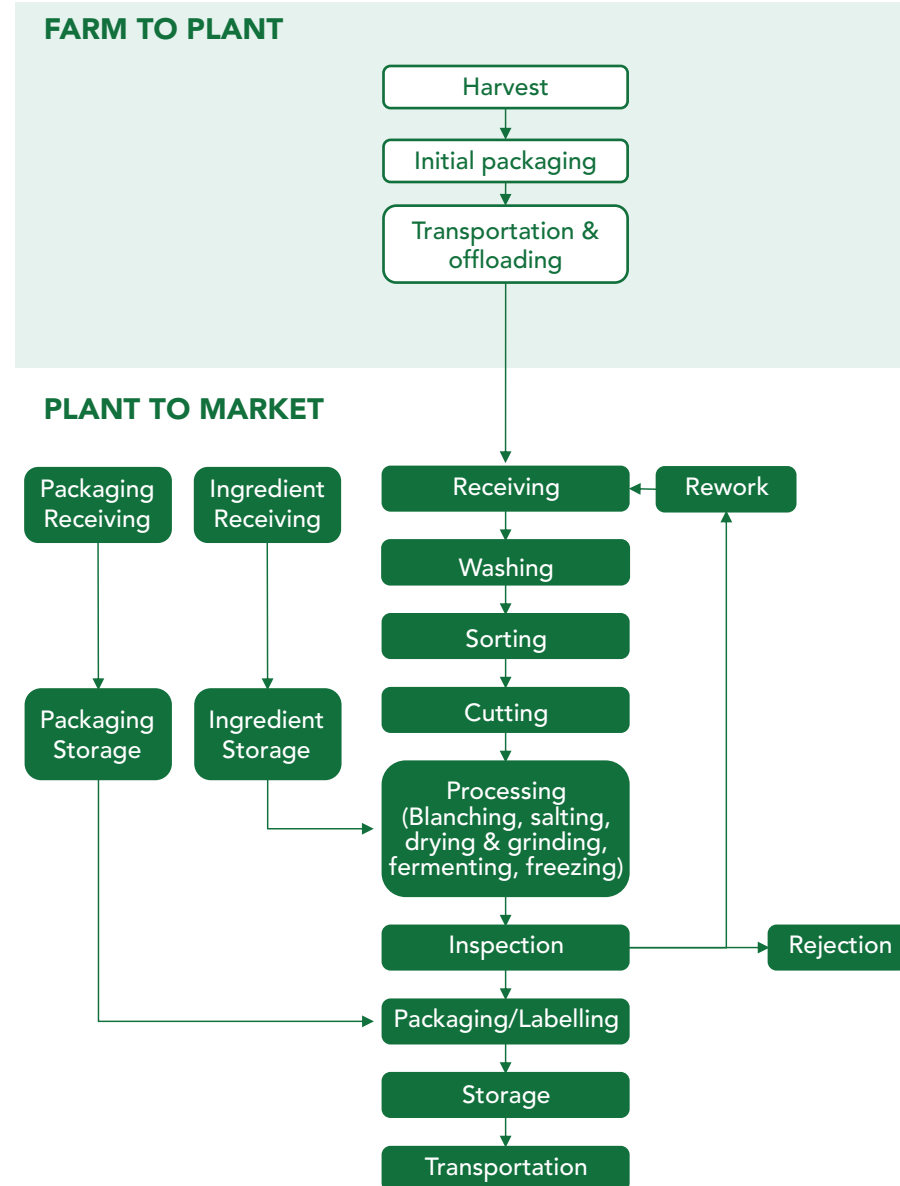 FARM TO PLANT
Harvest
Initial packaging
Transportation &
offloading
PLANT TO MARKET
Packaging
Receiving
Ingredient
Receiving
Receiving
Rework
Washing
Sorting
Packaging
Storage
Ingredient
Storage
Cutting
Processing
(Blanching, salting,
drying & grinding,
fermenting, freezing)
Inspection
Rejection
Packaging/Labelling
Storage
Transportation